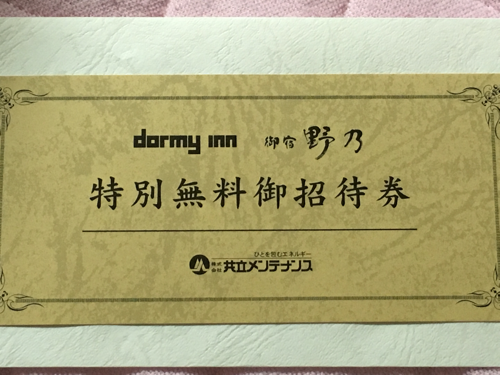 dormy inn 御宿 野乃
特別無料御招待券
ひとを包むエネルギー
株式会社 共立メンテナンス